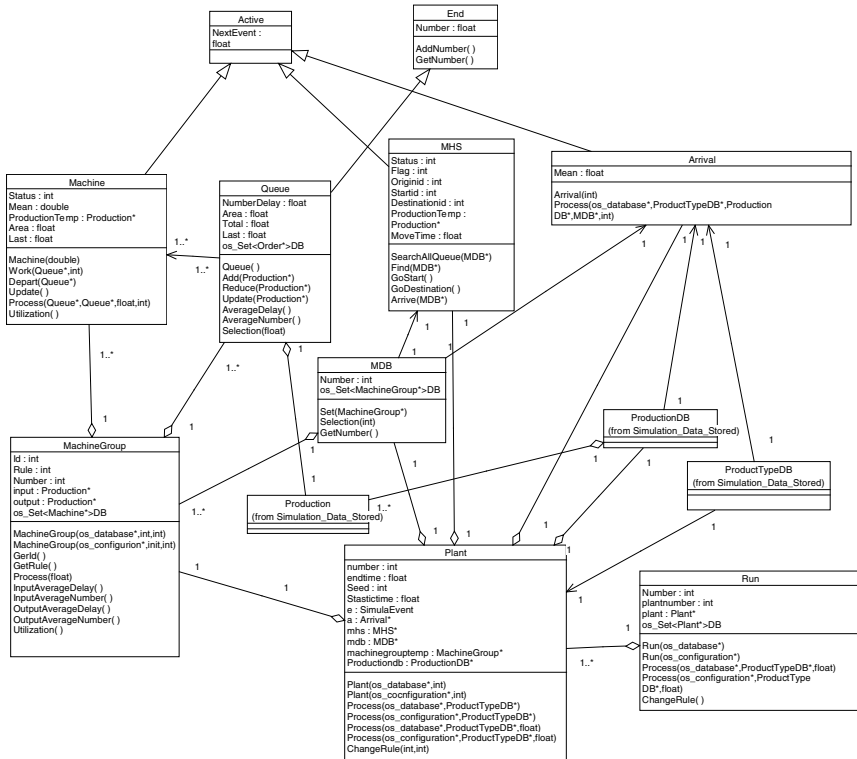 Active
NextEvent :
float
End
Number : float
AddNumber( )
GetNumber( )
Machine
Status : int
Mean : double
ProductionTemp : Production*
Area : float
Last : float
Machine(double)
Work(Queue*,int)
Depart(Queue*)
Update( )
Process(Queue*,Queue*,float,int)
Utilization( )
Queue
NumberDelay : float
Area : float
Total : float
Last : float
os_Set<Order*>DB
Queue( )
Add(Production*)
Reduce(Production*)
Update(Production*)
AverageDelay( )
AverageNumber( )
Selection(float)
MHS
Status : int
Flag : int
Originid : int
Startid : int
Destinationid : int
ProductionTemp :
Production*
MoveTime : float
SearchAllQueue(MDB*)
Find(MDB*)
GoStart( )
GoDestination( )
Arrive(MDB*)
Arrival
Mean : float
Arrival(int)
Process(os_database*,ProductTypeDB*,Production
DB*,MDB*,int)
1..*
1
1
1
1
1
1
1
1
1..*
1..*
1
1
MDB
Number : int
os_Set<MachineGroup*>DB
Set(MachineGroup*)
Selection(int)
GetNumber( )
1
1..*
1
1
ProductionDB
(from Simulation_Data_Stored)
1
1
1
1..*
ProductTypeDB
(from Simulation_Data_Stored)
1
1
Production
(from Simulation_Data_Stored)
1
MachineGroup
Id : int
Rule : int
Number : int
input : Production*
output : Production*
os_Set<Machine*>DB
MachineGroup(os_database*,int,int)
MachineGroup(os_configurion*,init,int)
GerId( )
GetRule( )
Process(float)
InputAverageDelay( )
InputAverageNumber( )
OutputAverageDelay( )
OutputAverageNumber( )
Utilization( )
1
1
1
1
1
1
1
Plant
number : int
endtime : float
Seed : int
Stastictime : float
e : SimulaEvent
a : Arrival*
mhs : MHS*
mdb : MDB*
machinegrouptemp : MachineGroup*
Productiondb : ProductionDB*
Plant(os_database*,int)
Plant(os_cocnfiguration*,int)
Process(os_database*,ProductTypeDB*)
Process(os_configuration*,ProductTypeDB*)
Process(os_database*,ProductTypeDB*,float)
Process(os_configuration*,ProductTypeDB*,float)
ChangeRule(int,int)
1
1..*
Run
Number : int
plantnumber : int
plant : Plant*
os_Set<Plant*>DB
Run(os_database*)
Run(os_configuration*)
Process(os_database*,ProductTypeDB*,float)
Process(os_configuration*,ProductType
DB*,float)
ChangeRule( )